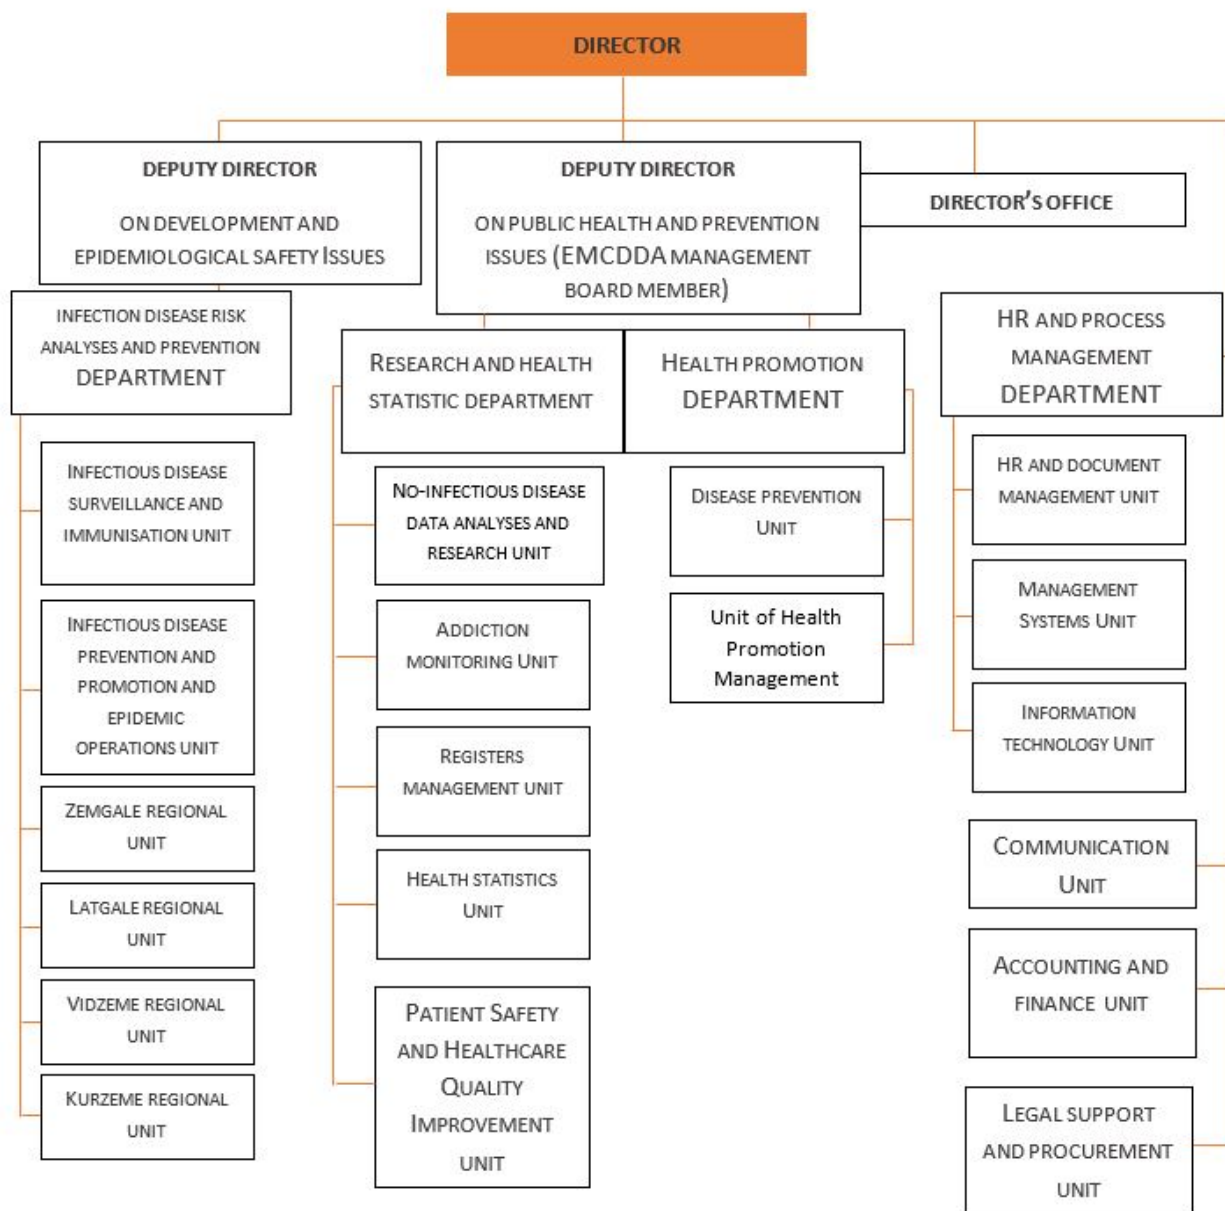 DIRECTOR
DEPUTY DIRECTOR
ON DEVELOPMENT AND
EPIDEMIOLOGICAL SAFETY ISSUES
DEPUTY DIRECTOR
ON PUBLIC HEALTH AND PREVENTION
ISSUES (EMCDDA MANAGEMENT
BOARD MEMBER)
DIRECTOR'S OFFICE
INFECTION DISEASE RISK
ANALYSES AND PREVENTION
DEPARTMENT
INFECTIOUS DISEASE
SURVEILLANCE AND
IMMUNISATION UNIT
INFECTIOUS DISEASE
PREVENTION AND
PROMOTION AND
EPIDEMIC
OPERATIONS UNIT
ZEMGALE REGIONAL
UNIT
LATGALE REGIONAL
UNIT
VIDZEME REGIONAL
UNIT
KURZEME REGIONAL
UNIT
RESEARCH AND HEALTH
STATISTIC DEPARTMENT
NO-INFECTIOUS DISEASE
DATA ANALYSES AND
RESEARCH UNIT
ADDICTION
MONITORING UNIT
REGISTERS
MANAGEMENT UNIT
HEALTH STATISTICS
UNIT
PATIENT SAFETY
AND HEALTHCARE
QUALITY
IMPROVEMENT
UNIT
HEALTH PROMOTION
DEPARTMENT
DISEASE PREVENTION
UNIT
Unit of Health
Promotion
Management
HR AND PROCESS
MANAGEMENT
DEPARTMENT
HR AND DOCUMENT
MANAGEMENT UNIT
MANAGEMENT
SYSTEMS UNIT
INFORMATION
TECHNOLOGY UNIT
COMMUNICATION
UNIT
ACCOUNTING AND
FINANCE UNIT
LEGAL SUPPORT
AND PROCUREMENT
UNIT